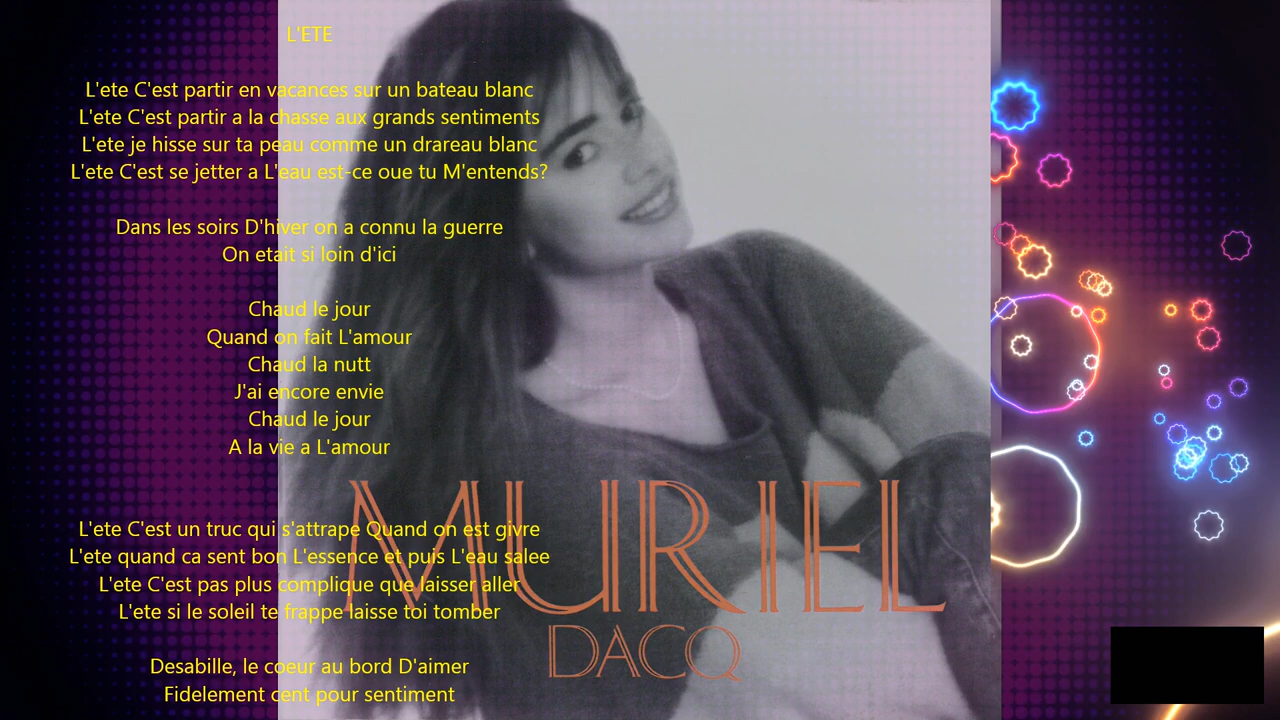 L'ETE
L'ete C'est partir en vacances sur un bateau blanc
L'ete C'est partir a la chasse aux grands sentiments
L'ete je hisse sur ta peau comme un drareau blanc
L'ete C'est se jetter a L'eau est-ce oue tu M'entends?
Dans les soirs D'hiver on a connu la guerre
On etait si loin d'ici
Chaud le jour
Quand on fait L'amour
Chaud la nutt
J'ai encore envie
Chaud le jour
A la vie a L'amour
L'ete C'est un truc qui s'attrape Quand on est givre
L'ete quand ca sent bon L'essence et puis L'eau salee
L'ete C'est pas plus complique que laisser aller
L'ete si le soleil te frappe laisse toi tomber
Desabille, le coeur au bord D'aimer
Fidelement cent pour sentiment
MURIEL
DACQ